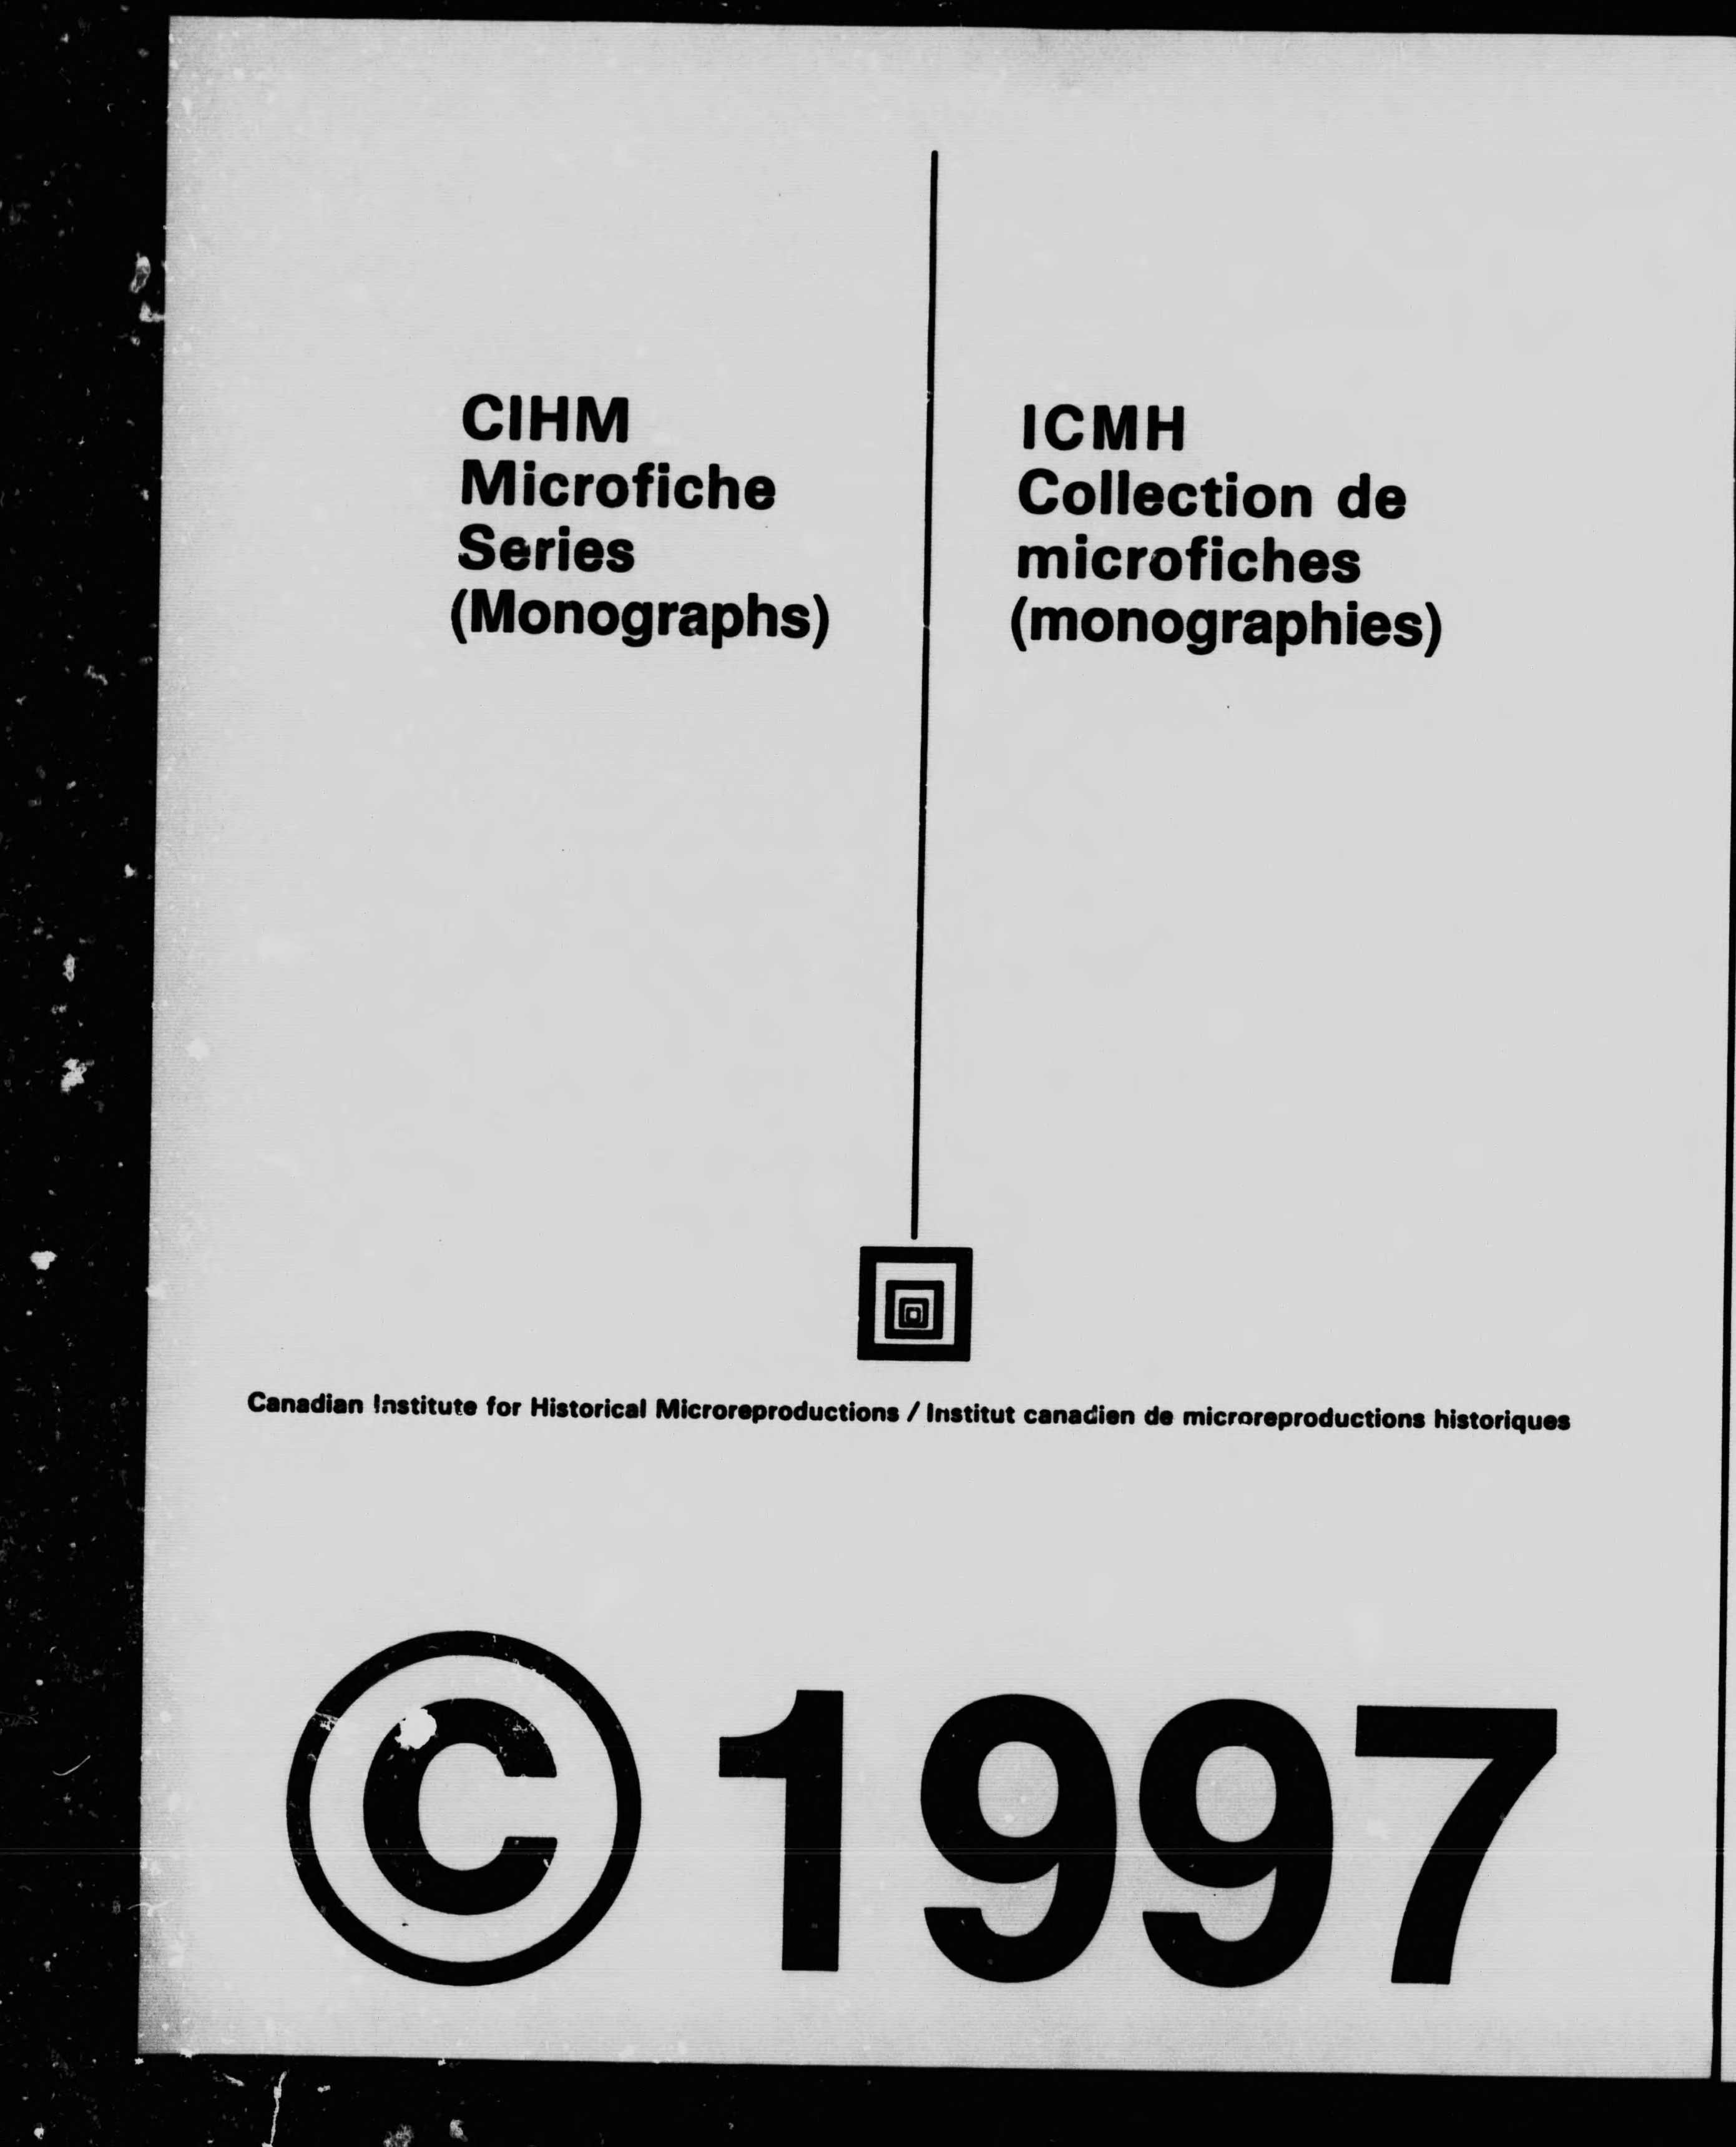 CIHM
Microfiche
Series
(Monographs)
ICMH
Collection de
microfiches
(monographies)
Canadian Institute for Historical Microreproductions / Institut canadien de microreproductions historiques
© 1997